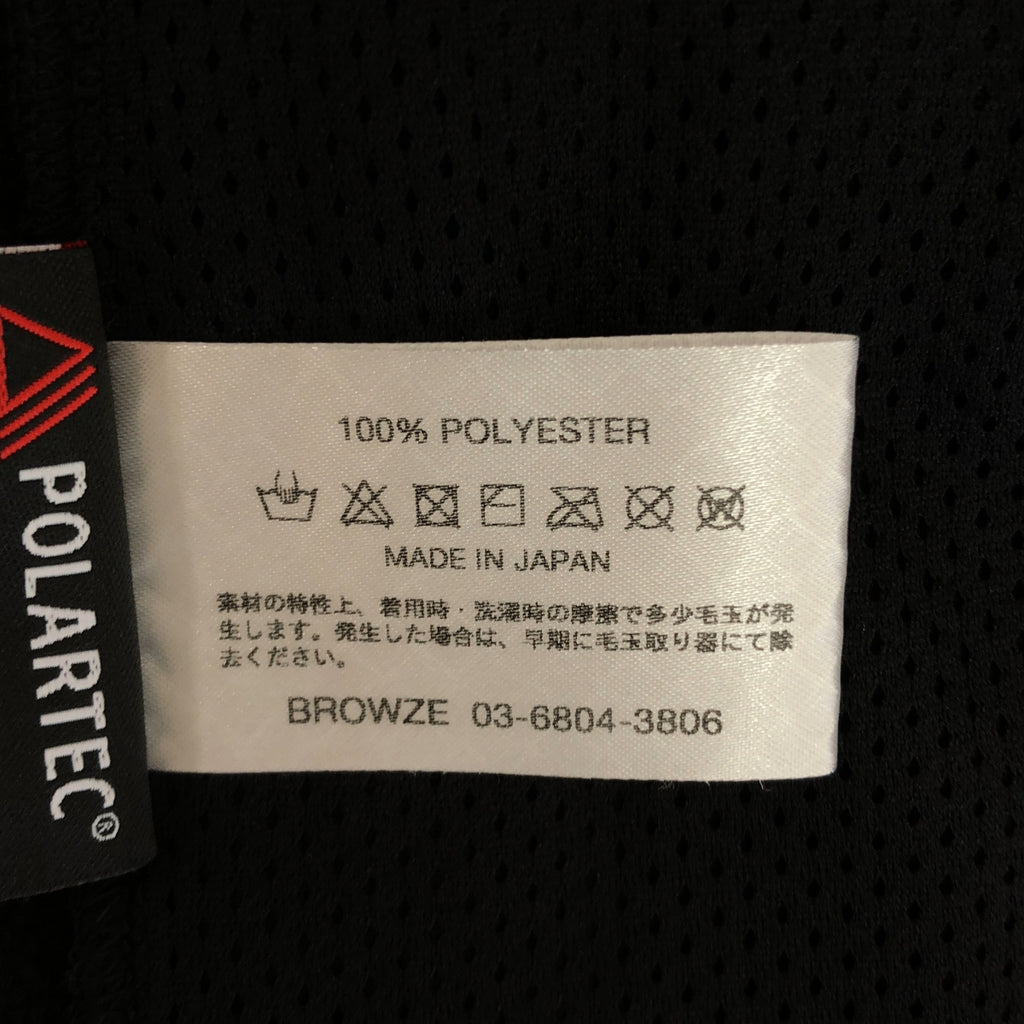 100% POLYESTER
W
MADE IN JAPAN
素材の特性上、着用時・洗濯時の摩擦で多少毛玉が発
生します。発生した場合は、早期に毛玉取り器にて除
去ください。
BROWZE 03-6804-3806
POLARTEC®